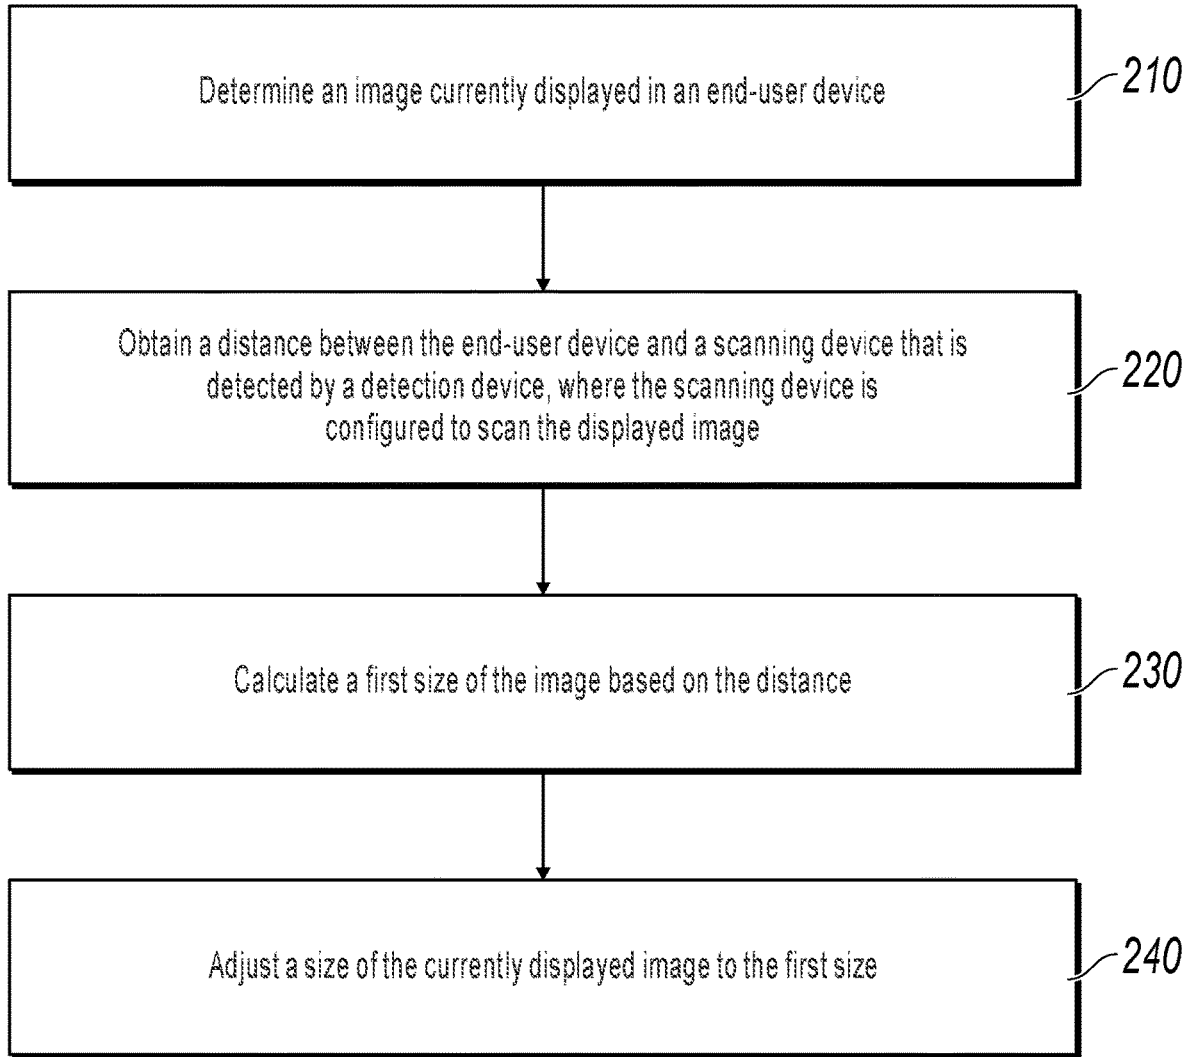 Determine an image currently displayed in an end-user device
210
Obtain a distance between the end-user device and a scanning device that is
detected by a detection device, where the scanning device is
configured to scan the displayed image
220
Calculate a first size of the image based on the distance
230
Adjust a size of the currently displayed image to the first size
240